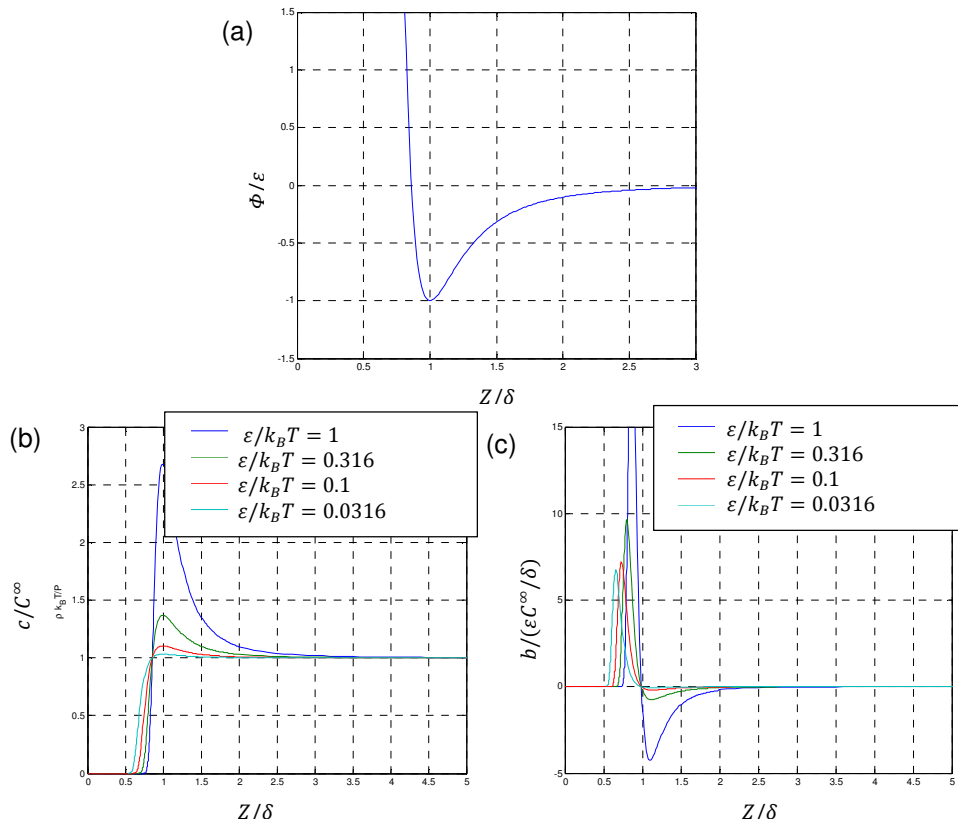 (a)
1.5
1
0.5
0
-0.5
-1
-1.5
Φ/ε
0 0.5 1 1.5 2 2.5 3
Z/δ
(b)
ε/k_BT = 1
ε/k_BT = 0.316
ε/k_BT = 0.1
ε/k_BT = 0.0316
3
2.5
2
1.5
1
0.5
0
c/C^∞
ρ k_BT/P
0 0.5 1 1.5 2 2.5 3 3.5 4 4.5 5
Z/δ
(c)
ε/k_BT = 1
ε/k_BT = 0.316
ε/k_BT = 0.1
ε/k_BT = 0.0316
15
10
5
0
-5
b/(εC^∞/δ)
0 0.5 1 1.5 2 2.5 3 3.5 4 4.5 5
Z/δ